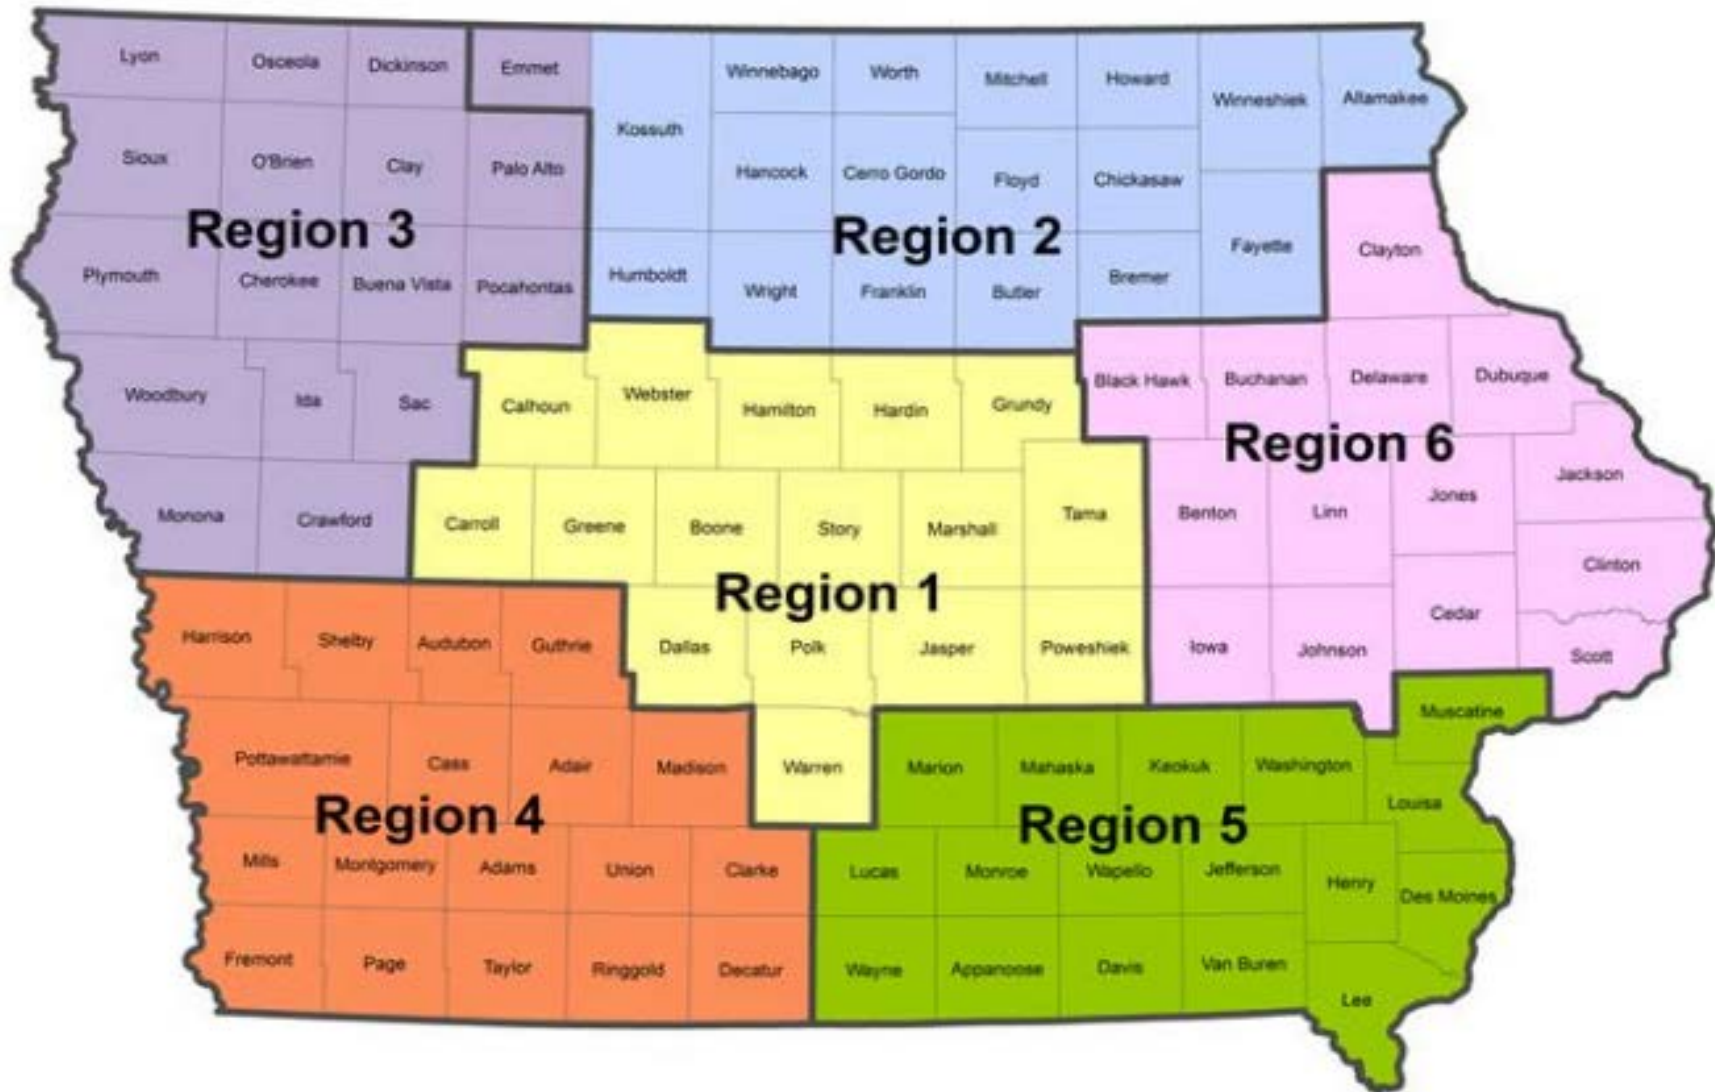 Lyon
Osceola
Dickinson
Emmet
Sioux
O'Brien
Clay
Palo Alto
Region 3
Plymouth
Cherokee
Buena Vista
Pocahontas
Woodbury
Ida
Sac
Monona
Crawford
Kossuth
Winnebago
Worth
Mitchell
Howard
Winneshiek
Allamakee
Hancock
Cerro Gordo
Floyd
Chickasaw
Region 2
Fayette
Humboldt
Wright
Franklin
Butler
Bremer
Clayton
Black Hawk
Buchanan
Delaware
Dubuque
Region 6
Benton
Linn
Jones
Jackson
Clinton
Cedar
Iowa
Johnson
Scott
Calhoun
Webster
Hamilton
Hardin
Grundy
Carroll
Greene
Boone
Story
Marshall
Tama
Region 1
Dallas
Polk
Jasper
Poweshiek
Warren
Harrison
Shelby
Audubon
Guthrie
Pottawattamie
Cass
Adair
Madison
Region 4
Mills
Montgomery
Adams
Union
Clarke
Fremont
Page
Taylor
Ringgold
Decatur
Muscatine
Marion
Mahaska
Keokuk
Washington
Louisa
Region 5
Lucas
Monroe
Wapello
Jefferson
Henry
Des Moines
Wayne
Appanoose
Davis
Van Buren
Lee